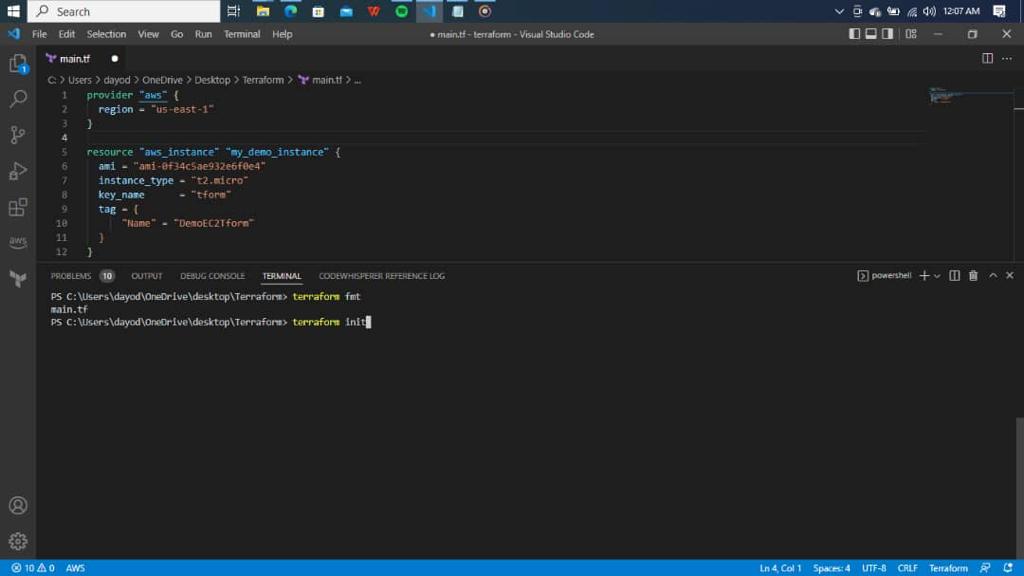 Search
12:07 AM
File Edit Selection View Go Run Terminal Help
● main.tf - terraform - Visual Studio Code
main.tf ●
C: > Users > dayod > OneDrive > Desktop > Terraform > main.tf > ...
1 provider "aws" {
2 region = "us-east-1"
3 }
4
5 resource "aws_instance" "my_demo_instance" {
6 ami = "ami-0f34c5ae932e6f0e4"
7 instance_type = "t2.micro"
8 key_name = "tform"
9 tag = {
10 "Name" = "DemoEC2Tform"
11 }
12 }
1
aws
PROBLEMS 10 OUTPUT DEBUG CONSOLE TERMINAL CODEWHISPERER REFERENCE LOG
powershell
PS C:\Users\dayod\OneDrive\desktop\Terraform> terraform fmt
main.tf
PS C:\Users\dayod\OneDrive\desktop\Terraform> terraform init
10 0 AWS
Ln 4, Col 1 Spaces: 4 UTF-8 CRLF Terraform